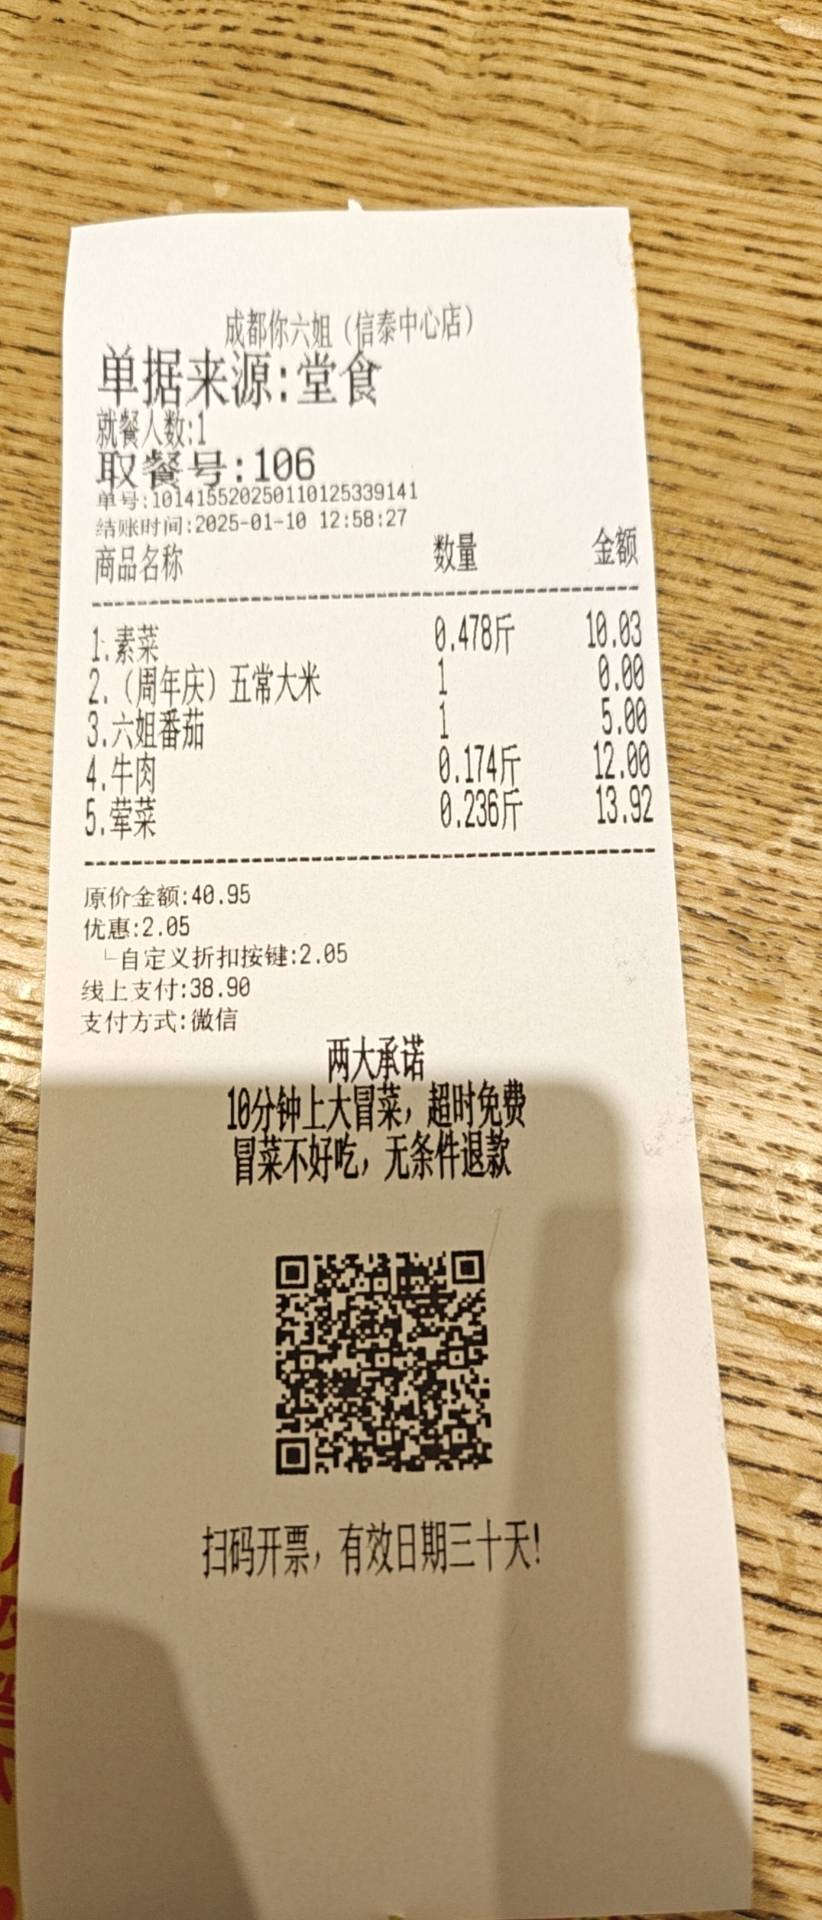 成都你六姐（信泰中心店）
单据来源:堂食
就餐人数:1
取餐号:106
单号:101415520250110125339141
结账时间:2025-01-10 12:58:27
商品名称 数量 金额
1.素菜 0.478斤 10.03
2.（周年庆）五常大米 1 0.00
3.六姐番茄 1 5.00
4.牛肉 0.174斤 12.00
5.荤菜 0.236斤 13.92
原价金额:40.95
优惠:2.05
└自定义折扣按键:2.05
线上支付:38.90
支付方式:微信
两大承诺
10分钟上大冒菜，超时免费
冒菜不好吃，无条件退款
扫码开票，有效日期三十天!